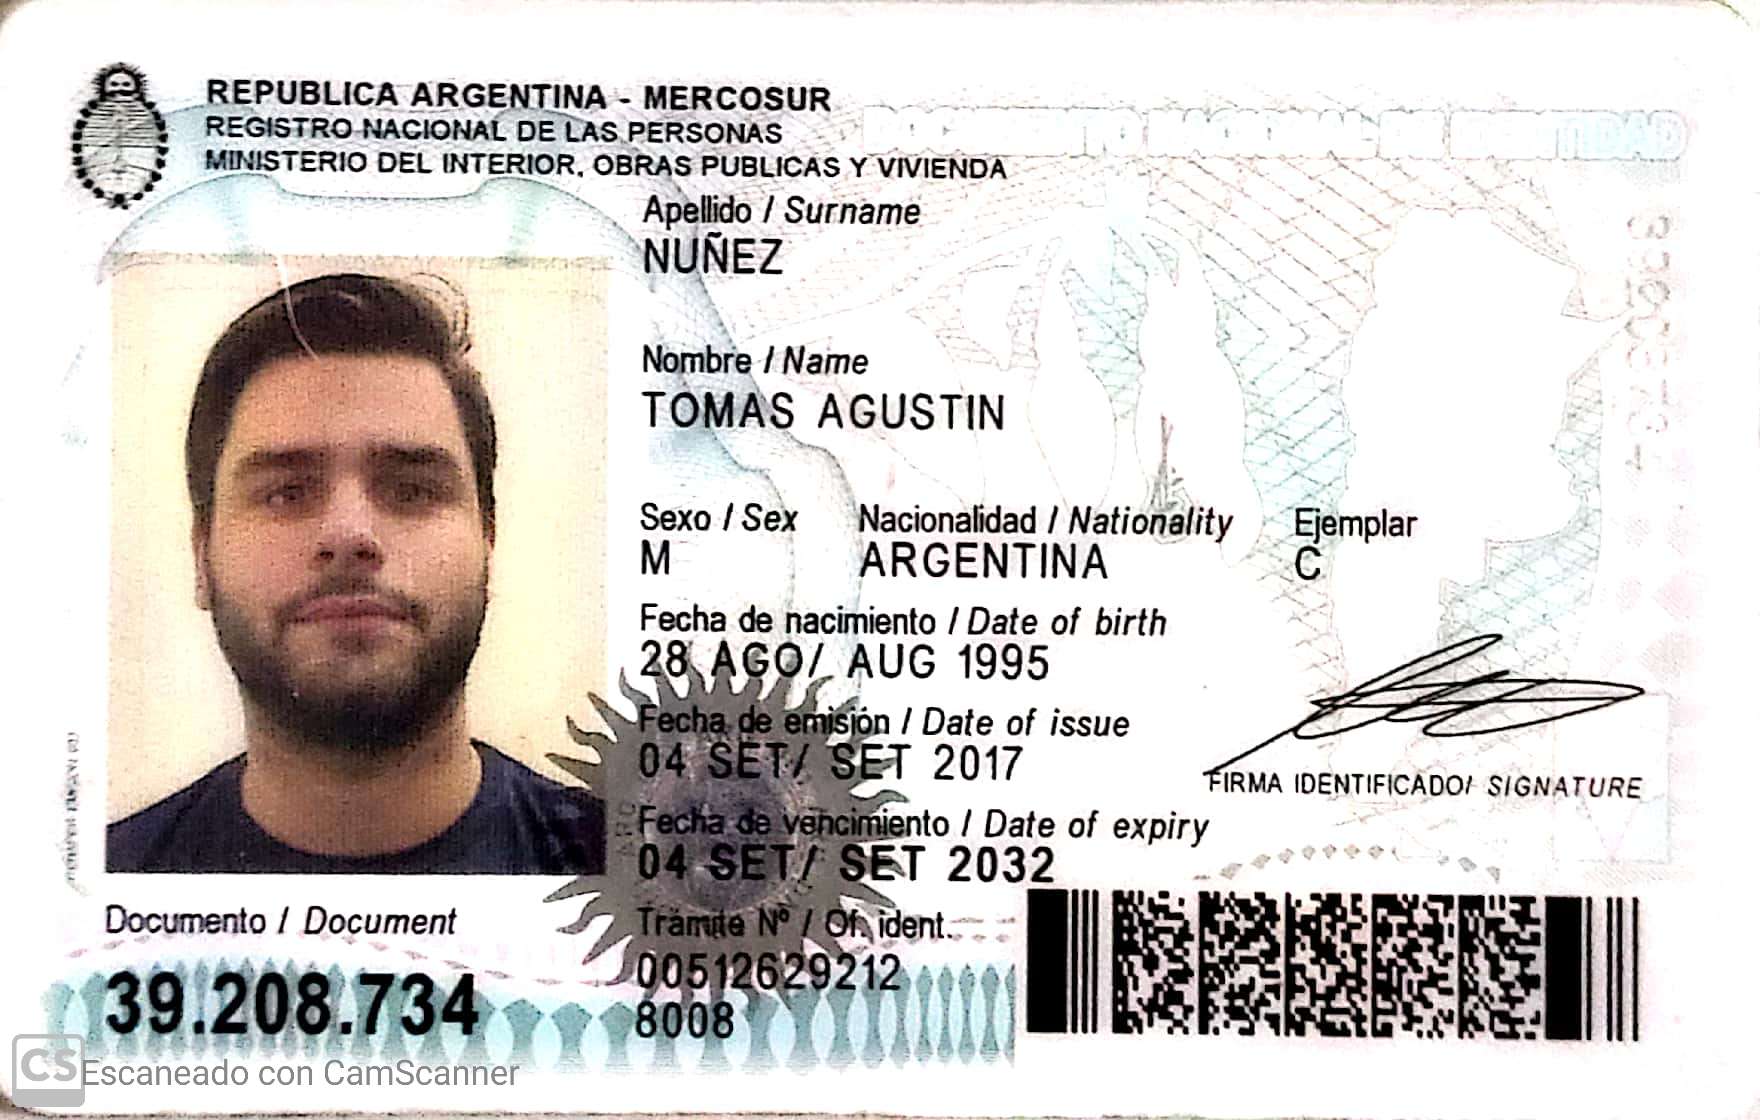 REPUBLICA ARGENTINA - MERCOSUR
REGISTRO NACIONAL DE LAS PERSONAS
MINISTERIO DEL INTERIOR, OBRAS PUBLICAS Y VIVIENDA
DOCUMENTO NACIONAL DE IDENTIDAD
Apellido / Surname
NUÑEZ
Nombre / Name
TOMAS AGUSTIN
Sexo / Sex Nacionalidad / Nationality Ejemplar
M ARGENTINA C
Fecha de nacimiento / Date of birth
28 AGO/ AUG 1995
Fecha de emisión / Date of issue
04 SET/ SET 2017
FIRMA IDENTIFICADO/ SIGNATURE
Fecha de vencimiento / Date of expiry
04 SET/ SET 2032
Documento / Document
39.208.734
Trámite Nº / Of. ident.
00512629212
8008
CS Escaneado con CamScanner